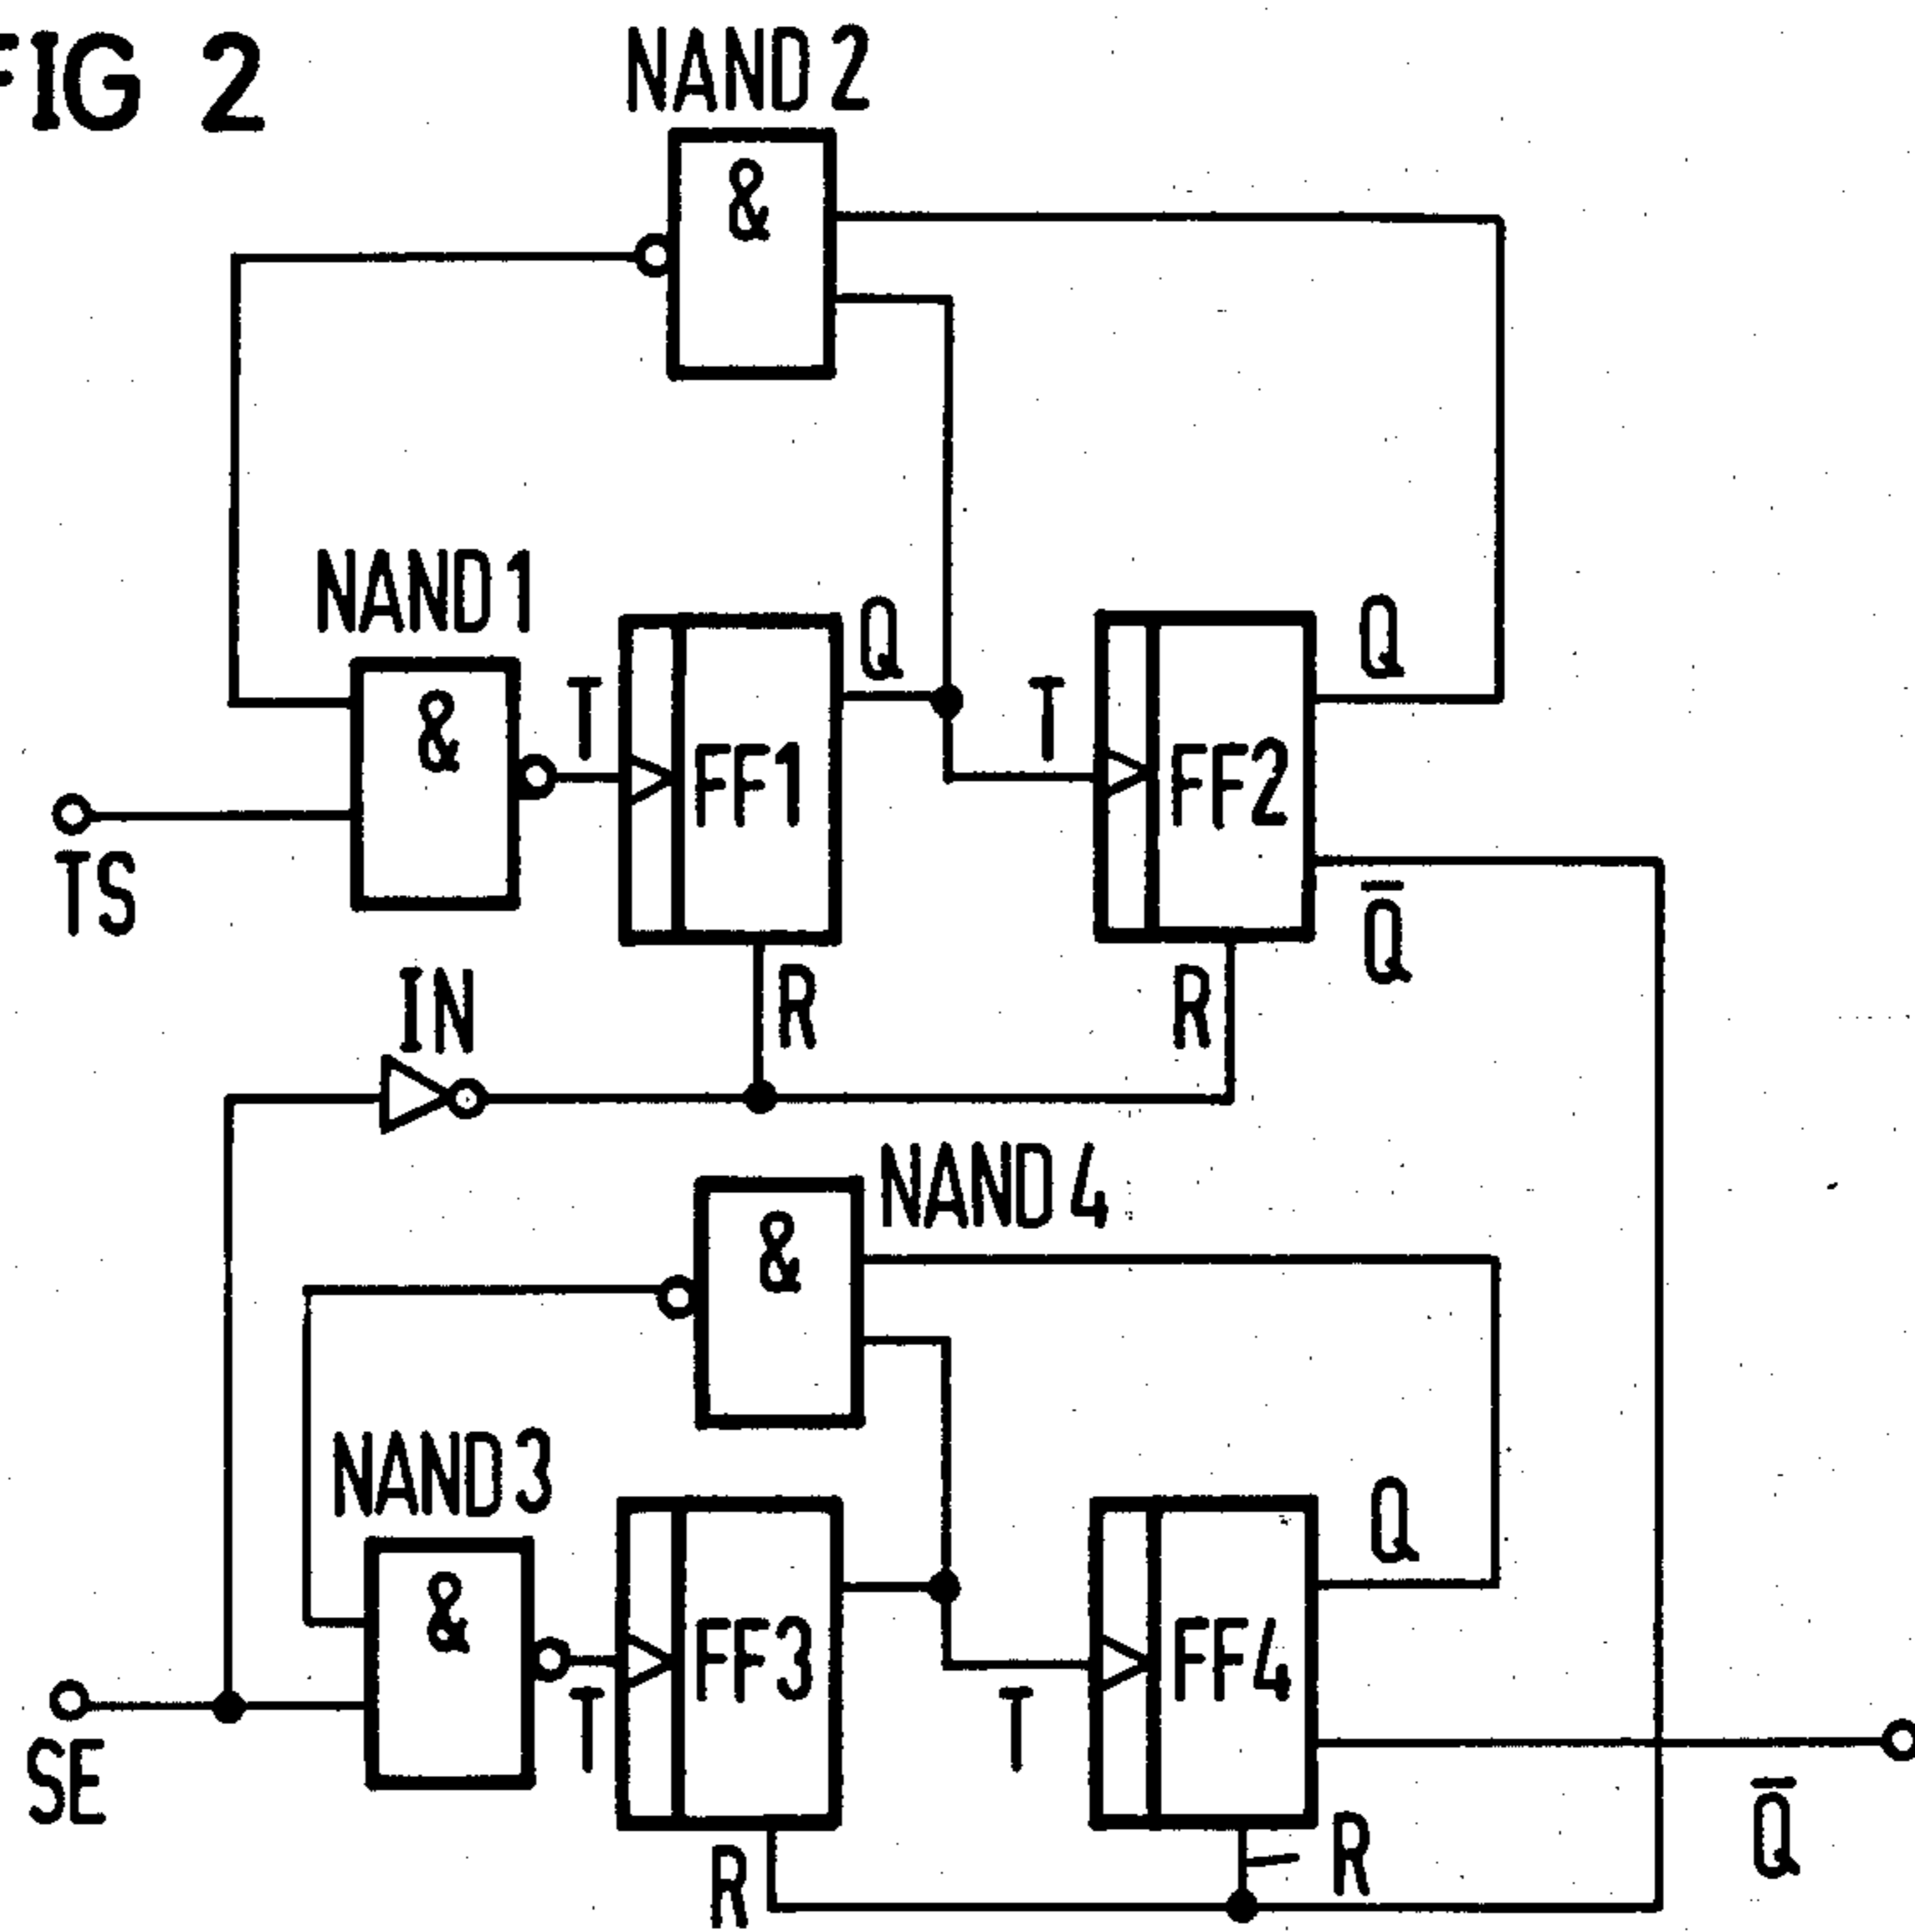 FIG 2
NAND 2
&
NAND 1
&
T
FF1
Q
T
FF2
Q
Q̅
TS
IN
R
R
NAND 4
&
NAND 3
&
T
FF3
T
FF4
Q
SE
R
R
Q̅